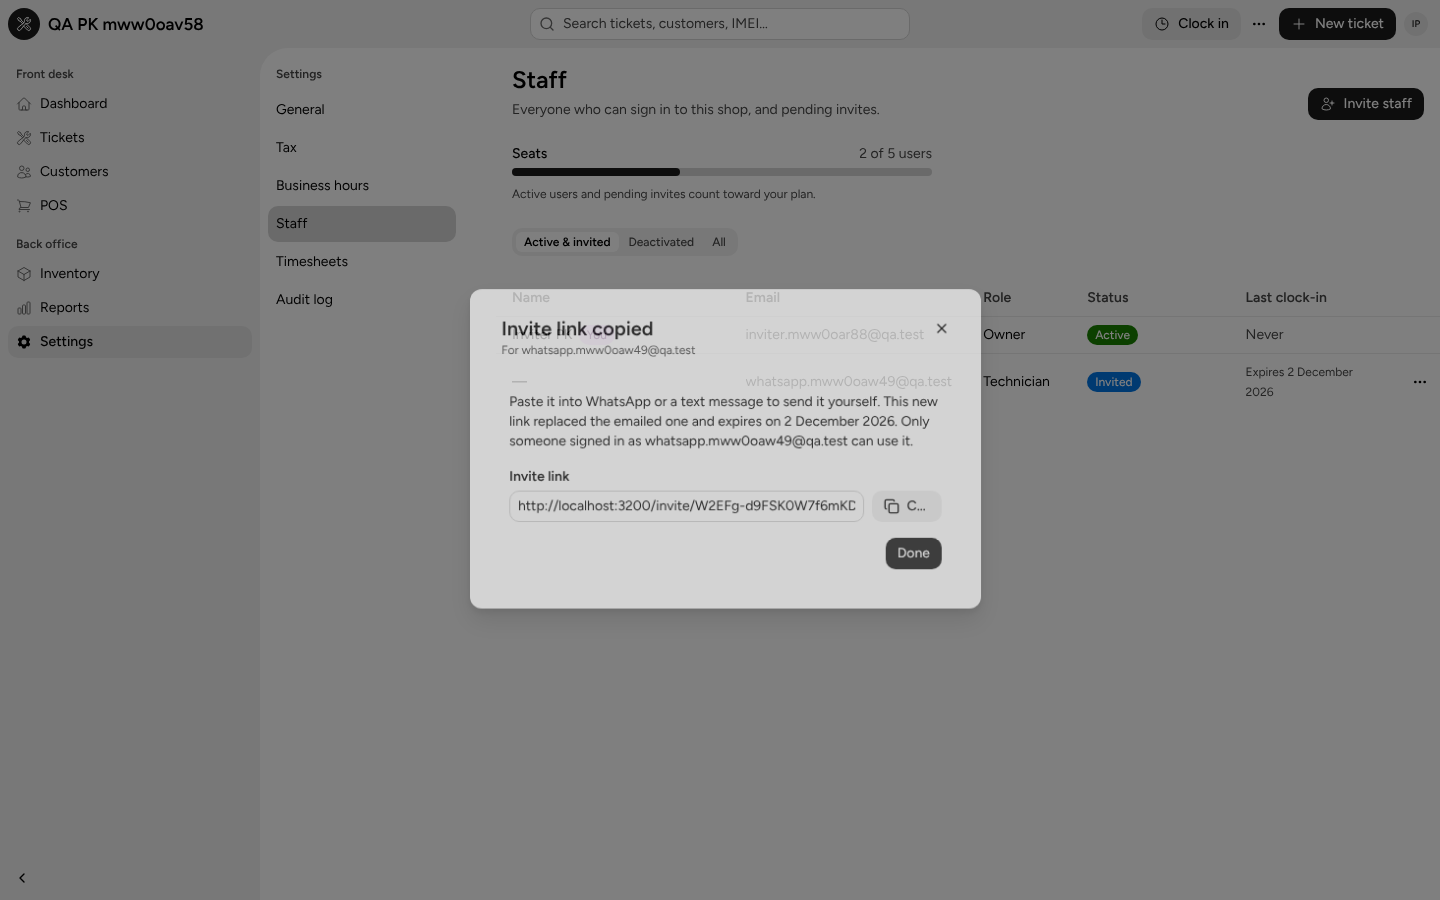 QA PK mww0oav58
Search tickets, customers, IMEI...
Clock in
New ticket
IP
Front desk
Dashboard
Tickets
Customers
POS
Back office
Inventory
Reports
Settings
Settings
General
Tax
Business hours
Staff
Timesheets
Audit log
Staff
Everyone who can sign in to this shop, and pending invites.
Invite staff
Seats
2 of 5 users
Active users and pending invites count toward your plan.
Active & invited
Deactivated
All
Name
Email
Role
Status
Last clock-in
Inviter PK
You
inviter.mww0oar88@qa.test
Owner
Active
Never
—
whatsapp.mww0oaw49@qa.test
Technician
Invited
Expires 2 December
2026
Invite link copied
For whatsapp.mww0oaw49@qa.test
Paste it into WhatsApp or a text message to send it yourself. This new
link replaced the emailed one and expires on 2 December 2026. Only
someone signed in as whatsapp.mww0oaw49@qa.test can use it.
Invite link
http://localhost:3200/invite/W2EFg-d9FSK0W7f6mKD
C...
Done